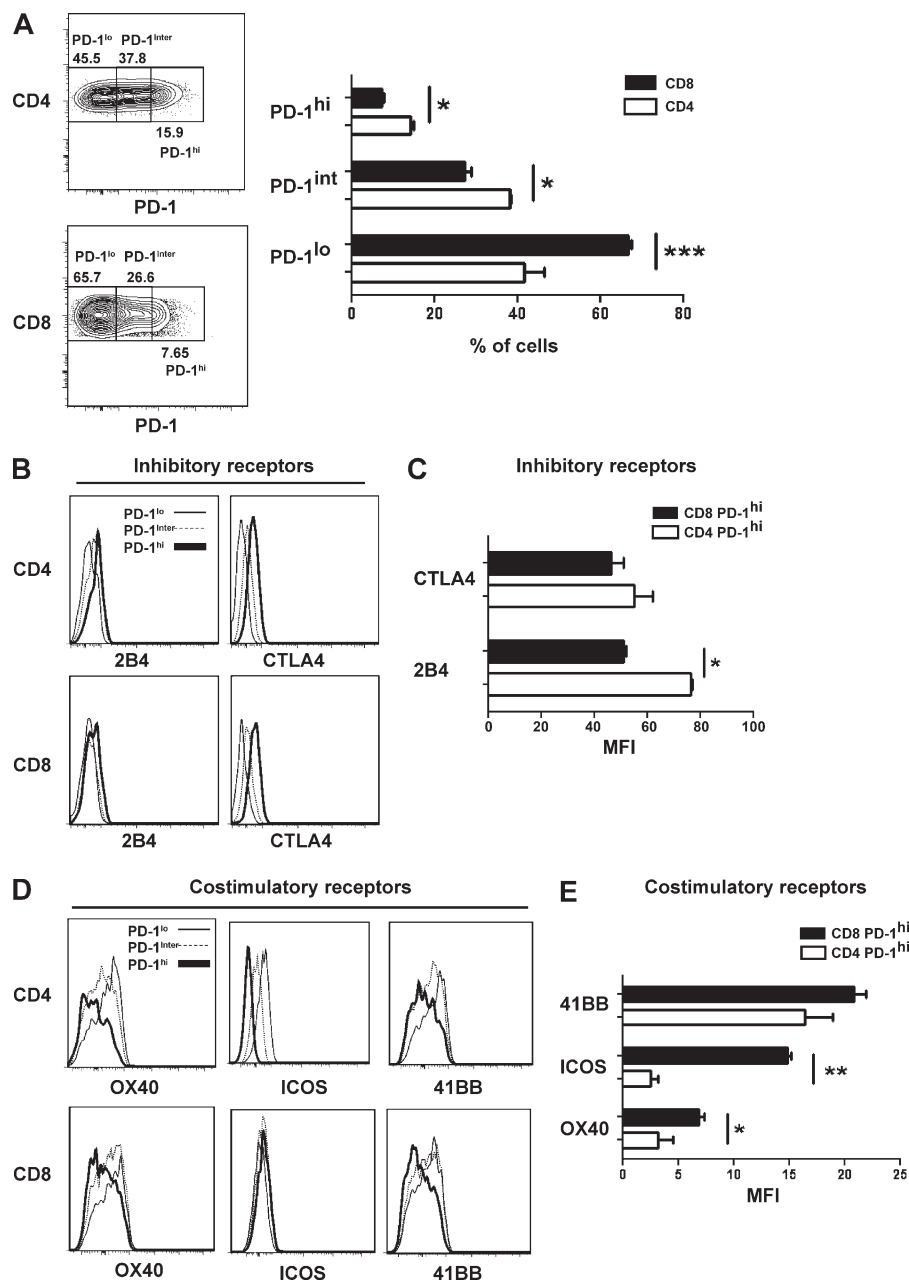 A
PD-1lo PD-1Inter
45.5 37.8
CD4
15.9
PD-1hi
PD-1
PD-1lo PD-1Inter
65.7 26.6
CD8
7.65
PD-1hi
PD-1
CD8
CD4
PD-1hi
*
PD-1int
*
PD-1lo
***
0 20 40 60 80
% of cells
B
Inhibitory receptors
PD-1lo
PD-1Inter
PD-1hi
CD4
2B4 CTLA4
CD8
2B4 CTLA4
C
Inhibitory receptors
CD8 PD-1hi
CD4 PD-1hi
CTLA4
2B4
*
0 20 40 60 80 100
MFI
D
Costimulatory receptors
PD-1lo
PD-1Inter
PD-1hi
CD4
OX40 ICOS 41BB
CD8
OX40 ICOS 41BB
E
Costimulatory receptors
CD8 PD-1hi
CD4 PD-1hi
41BB
ICOS
**
OX40
*
0 5 10 15 20 25
MFI